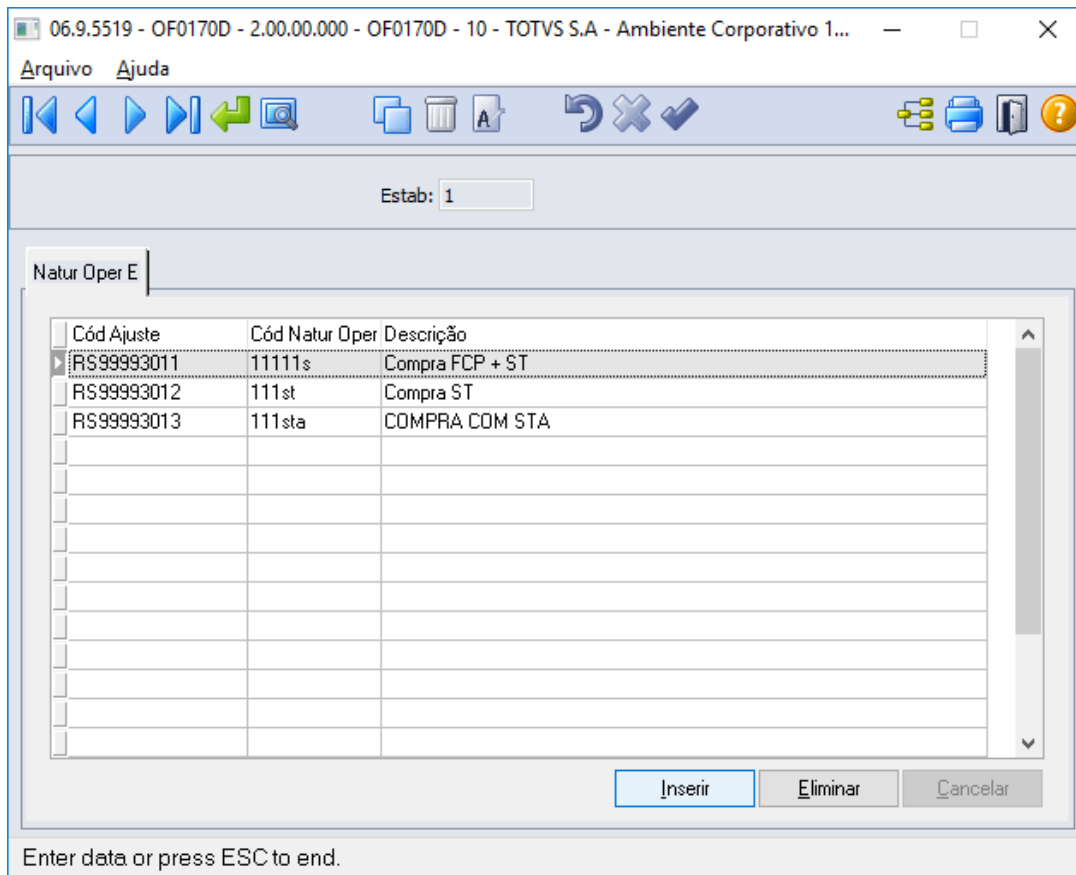 06.9.5519 - OF0170D - 2.00.00.000 - OF0170D - 10 - TOTVS S.A - Ambiente Corporativo 1...
Arquivo Ajuda
Estab: 1
Natur Oper E
Cód Ajuste Cód Natur Oper Descrição
RS99993011 11111s Compra FCP + ST
RS99993012 111st Compra ST
RS99993013 111sta COMPRA COM STA
Inserir Eliminar Cancelar
Enter data or press ESC to end.